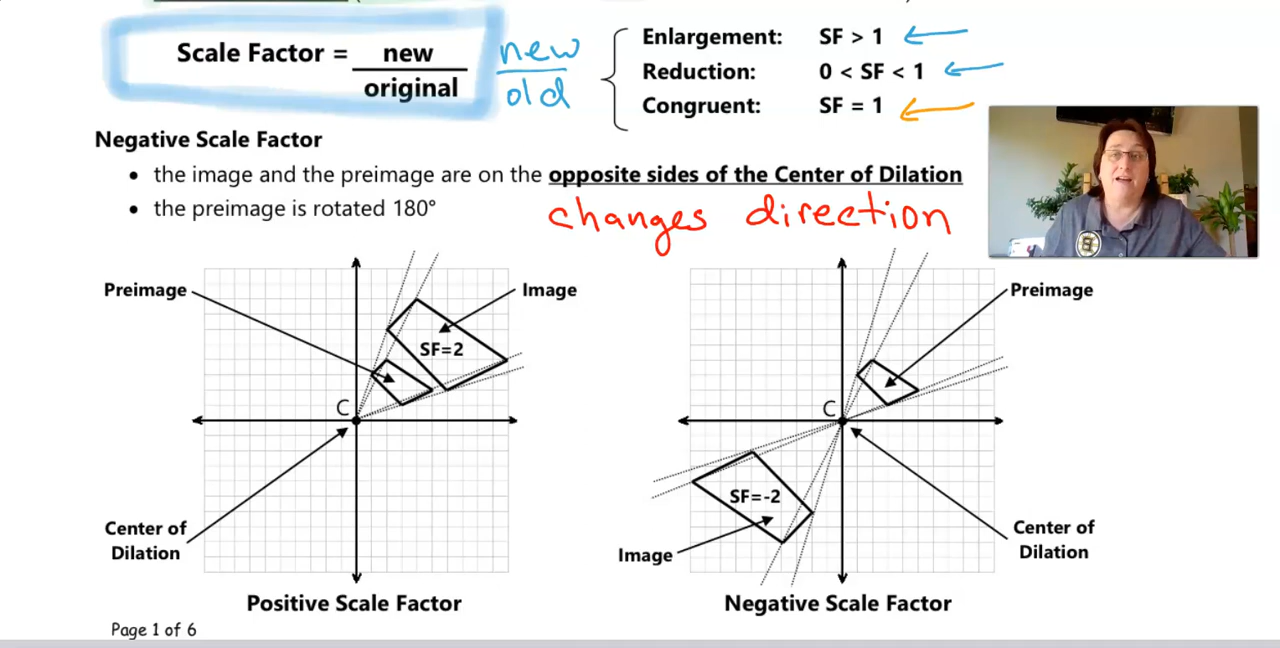 Scale Factor = new
original
new
old
Enlargement: SF > 1
Reduction: 0 < SF < 1
Congruent: SF = 1
Negative Scale Factor
• the image and the preimage are on the opposite sides of the Center of Dilation
• the preimage is rotated 180°
changes direction
Preimage
Image
SF=2
C
Center of
Dilation
Positive Scale Factor
Preimage
C
SF=-2
Image
Center of
Dilation
Negative Scale Factor
Page 1 of 6